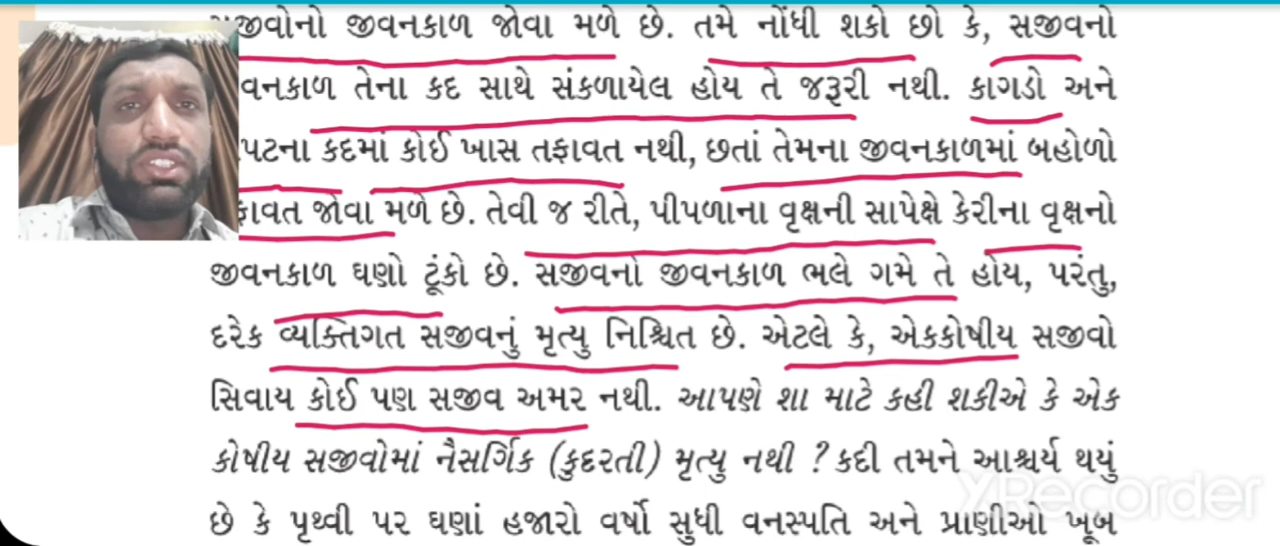 સજીવોનો જીવનકાળ જોવા મળે છે. તમે નોંધી શકો છો કે, સજીવનો
વનકાળ તેના કદ સાથે સંકળાયેલ હોય તે જરૂરી નથી. કાગડો અને
પટના કદમાં કોઈ ખાસ તફાવત નથી, છતાં તેમના જીવનકાળમાં બહોળો
ફાવત જોવા મળે છે. તેવી જ રીતે, પીપળાના વૃક્ષની સાપેક્ષે કેરીના વૃક્ષનો
જીવનકાળ ઘણો ટૂંકો છે. સજીવનો જીવનકાળ ભલે ગમે તે હોય, પરંતુ,
દરેક વ્યક્તિગત સજીવનું મૃત્યુ નિશ્ચિત છે. એટલે કે, એકકોષીય સજીવો
સિવાય કોઈ પણ સજીવ અમર નથી. આપણે શા માટે કહી શકીએ કે એક
કોષીય સજીવોમાં નૈસર્ગિક (કુદરતી) મૃત્યુ નથી ? કદી તમને આશ્ચર્ય થયું
છે કે પૃથ્વી પર ઘણાં હજારો વર્ષો સુધી વનસ્પતિ અને પ્રાણીઓ ખૂબ
XRecorder